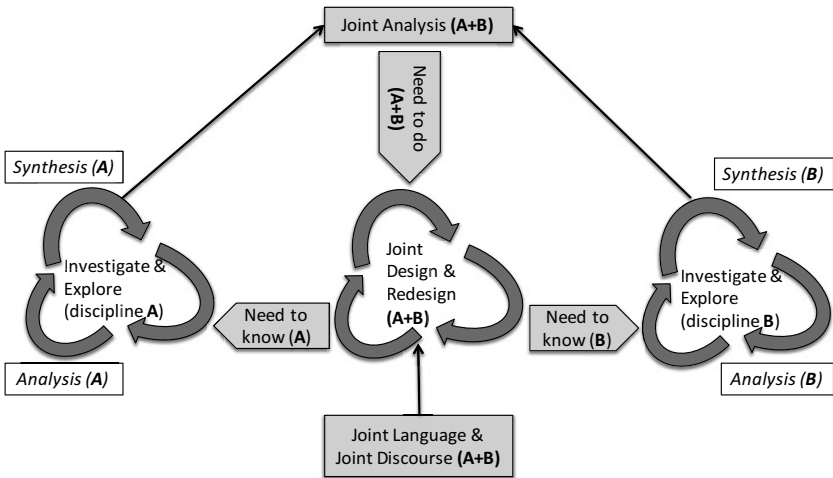 Joint Analysis (A+B)
Need to do
(A+B)
Synthesis (A)
Synthesis (B)
Investigate &
Explore
(discipline A)
Joint
Design &
Redesign
(A+B)
Investigate &
Explore
(discipline B)
Need to
know (A)
Need to
know (B)
Analysis (A)
Analysis (B)
Joint Language &
Joint Discourse (A+B)